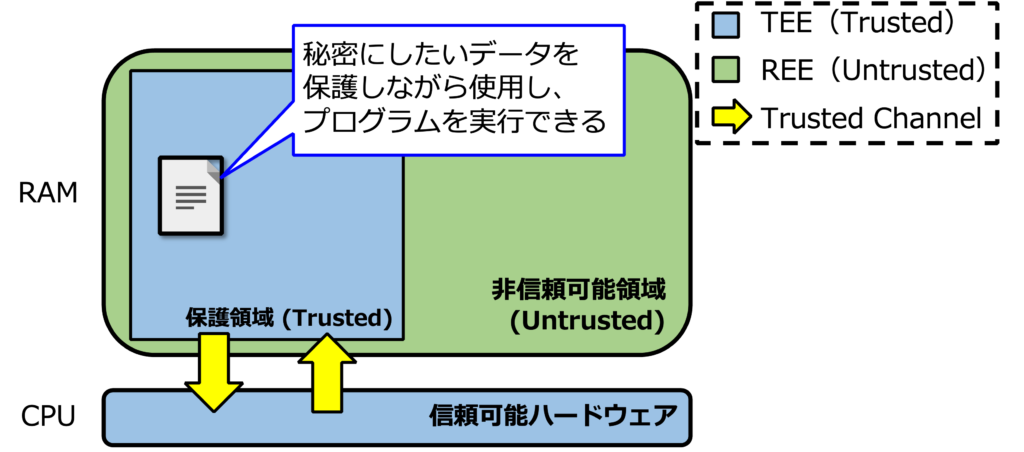 TEE（Trusted）
REE（Untrusted）
Trusted Channel
秘密にしたいデータを
保護しながら使用し、
プログラムを実行できる
RAM
非信頼可能領域
(Untrusted)
保護領域 (Trusted)
CPU
信頼可能ハードウェア